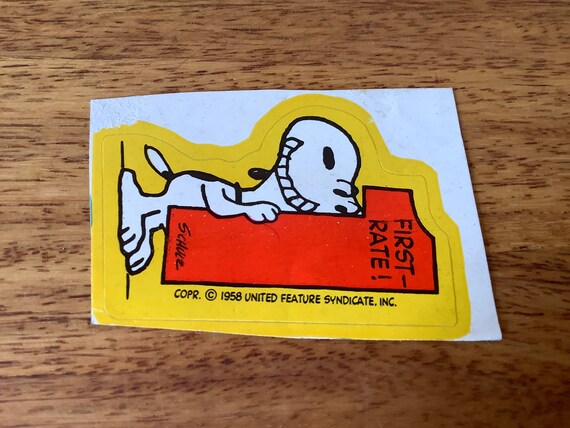 FIRST-
RATE!
SCHULZ
COPR. © 1958 UNITED FEATURE SYNDICATE, INC.